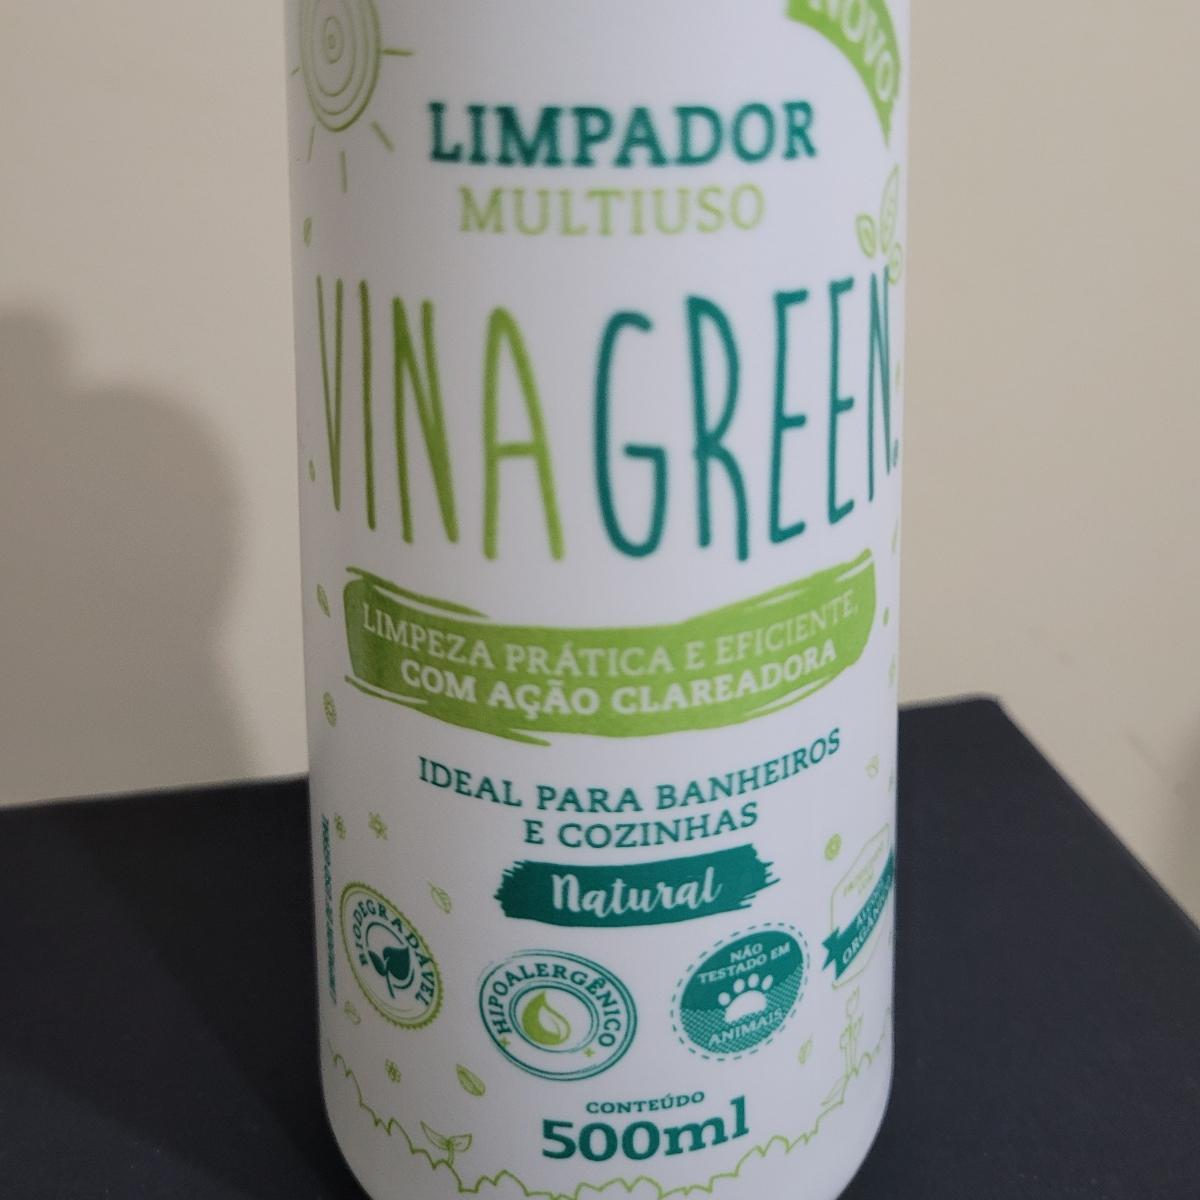 NOVO
LIMPADOR
MULTIUSO
VINAGREEN
LIMPEZA PRÁTICA E EFICIENTE,
COM AÇÃO CLAREADORA
IDEAL PARA BANHEIROS
E COZINHAS
Natural
BIODEGRADÁVEL
HIPOALERGÊNICO
NÃO
TESTADO EM
ANIMAIS
CONTEÚDO
500ml